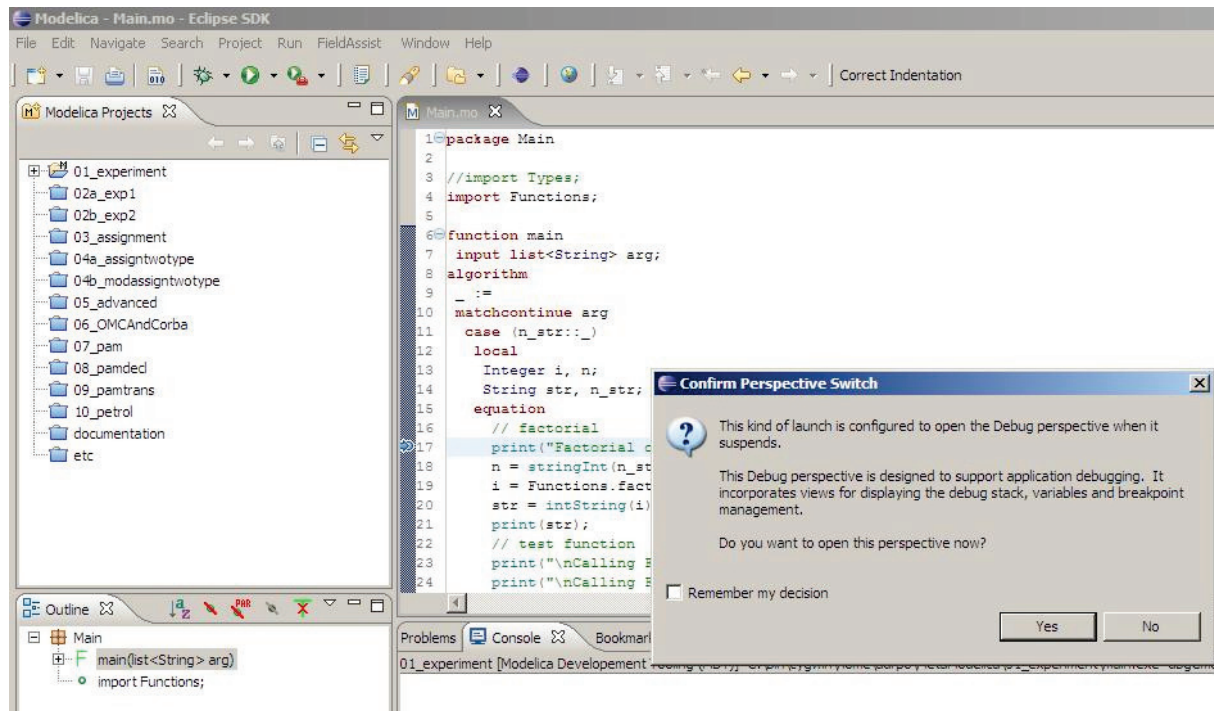 Modelica - Main.mo - Eclipse SDK
File Edit Navigate Search Project Run FieldAssist Window Help
Correct Indentation
Modelica Projects
01_experiment
02a_exp1
02b_exp2
03_assignment
04a_assigntwotype
04b_modassigntwotype
05_advanced
06_OMCAndCorba
07_pam
08_pamdecl
09_pamtrans
10_petrol
documentation
etc
Main.mo
1 package Main
2
3 //import Types;
4 import Functions;
5
6 function main
7 input list<String> arg;
8 algorithm
9 _ :=
10 matchcontinue arg
11 case (n_str::_)
12 local
13 Integer i, n;
14 String str, n_str;
15 equation
16 // factorial
17 print("Factorial
18 n = stringInt(n_st
19 i = Functions.fact
20 str = intString(i)
21 print(str);
22 // test function
23 print("\nCalling
24 print("\nCalling
Confirm Perspective Switch
This kind of launch is configured to open the Debug perspective when it
suspends.
This Debug perspective is designed to support application debugging. It
incorporates views for displaying the debug stack, variables and breakpoint
management.
Do you want to open this perspective now?
Remember my decision
Yes No
Outline
Main
main(list<String> arg)
import Functions;
Problems Console Bookmar
01_experiment [Modelica Developement